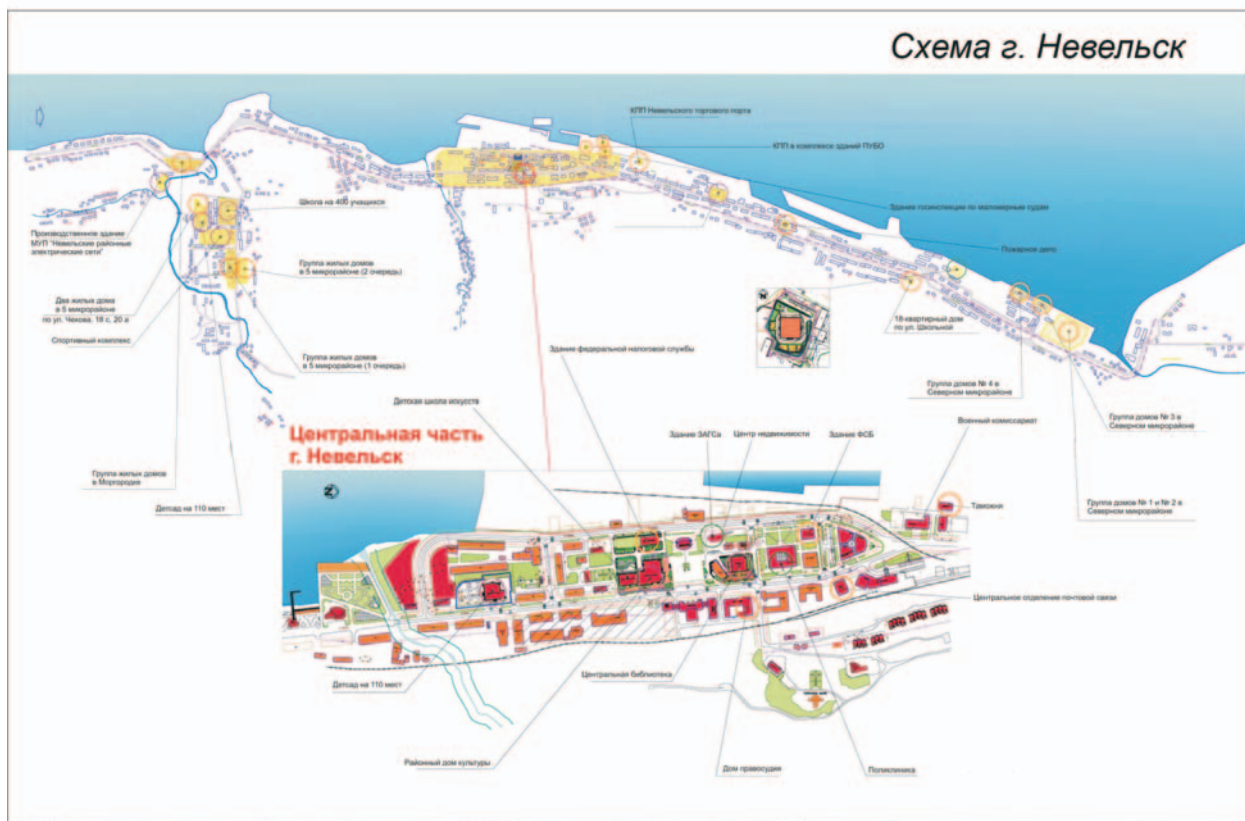 Схема г. Невельск
КПП Невельского торгового порта
КПП в комплексе зданий ПУБО
Школа на 400 учащихся
Здание госинспекции по маломерным судам
Производственное здание
МУП "Невельские районные
электрические сети"
Пожарное депо
Группа жилых домов
в 5 микрорайоне (2 очередь)
Два жилых дома
в 5 микрорайоне
по ул. Чехова, 18 с, 20 а
18-квартирный дом
по ул. Школьной
Спортивный комплекс
Здание федеральной налоговой службы
Группа жилых домов
в 5 микрорайоне (1 очередь)
Группа домов № 4 в
Северном микрорайоне
Детская школа искусств
Группа домов № 3 в
Северном микрорайоне
Центральная часть
г. Невельск
Здание ЗАГСа
Центр недвижимости
Здание ФСБ
Военный комиссариат
Группа жилых домов
в Моргородке
Группа домов № 1 и № 2 в
Северном микрорайоне
Детсад на 110 мест
Таможня
Центральное отделение почтовой связи
Центральная библиотека
Детсад на 110 мест
Районный дом культуры
Дом правосудия
Поликлиника